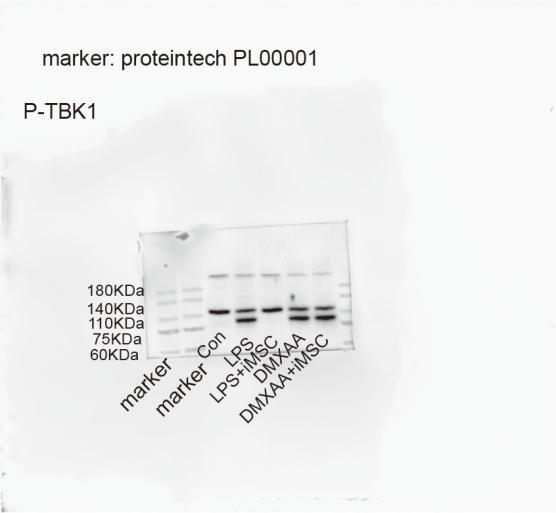 marker: proteintech PL00001
P-TBK1
180KDa
140KDa
110KDa
75KDa
60KDa
marker
marker
Con
LPS
LPS+iMSC
DMXAA
DMXAA+iMSC